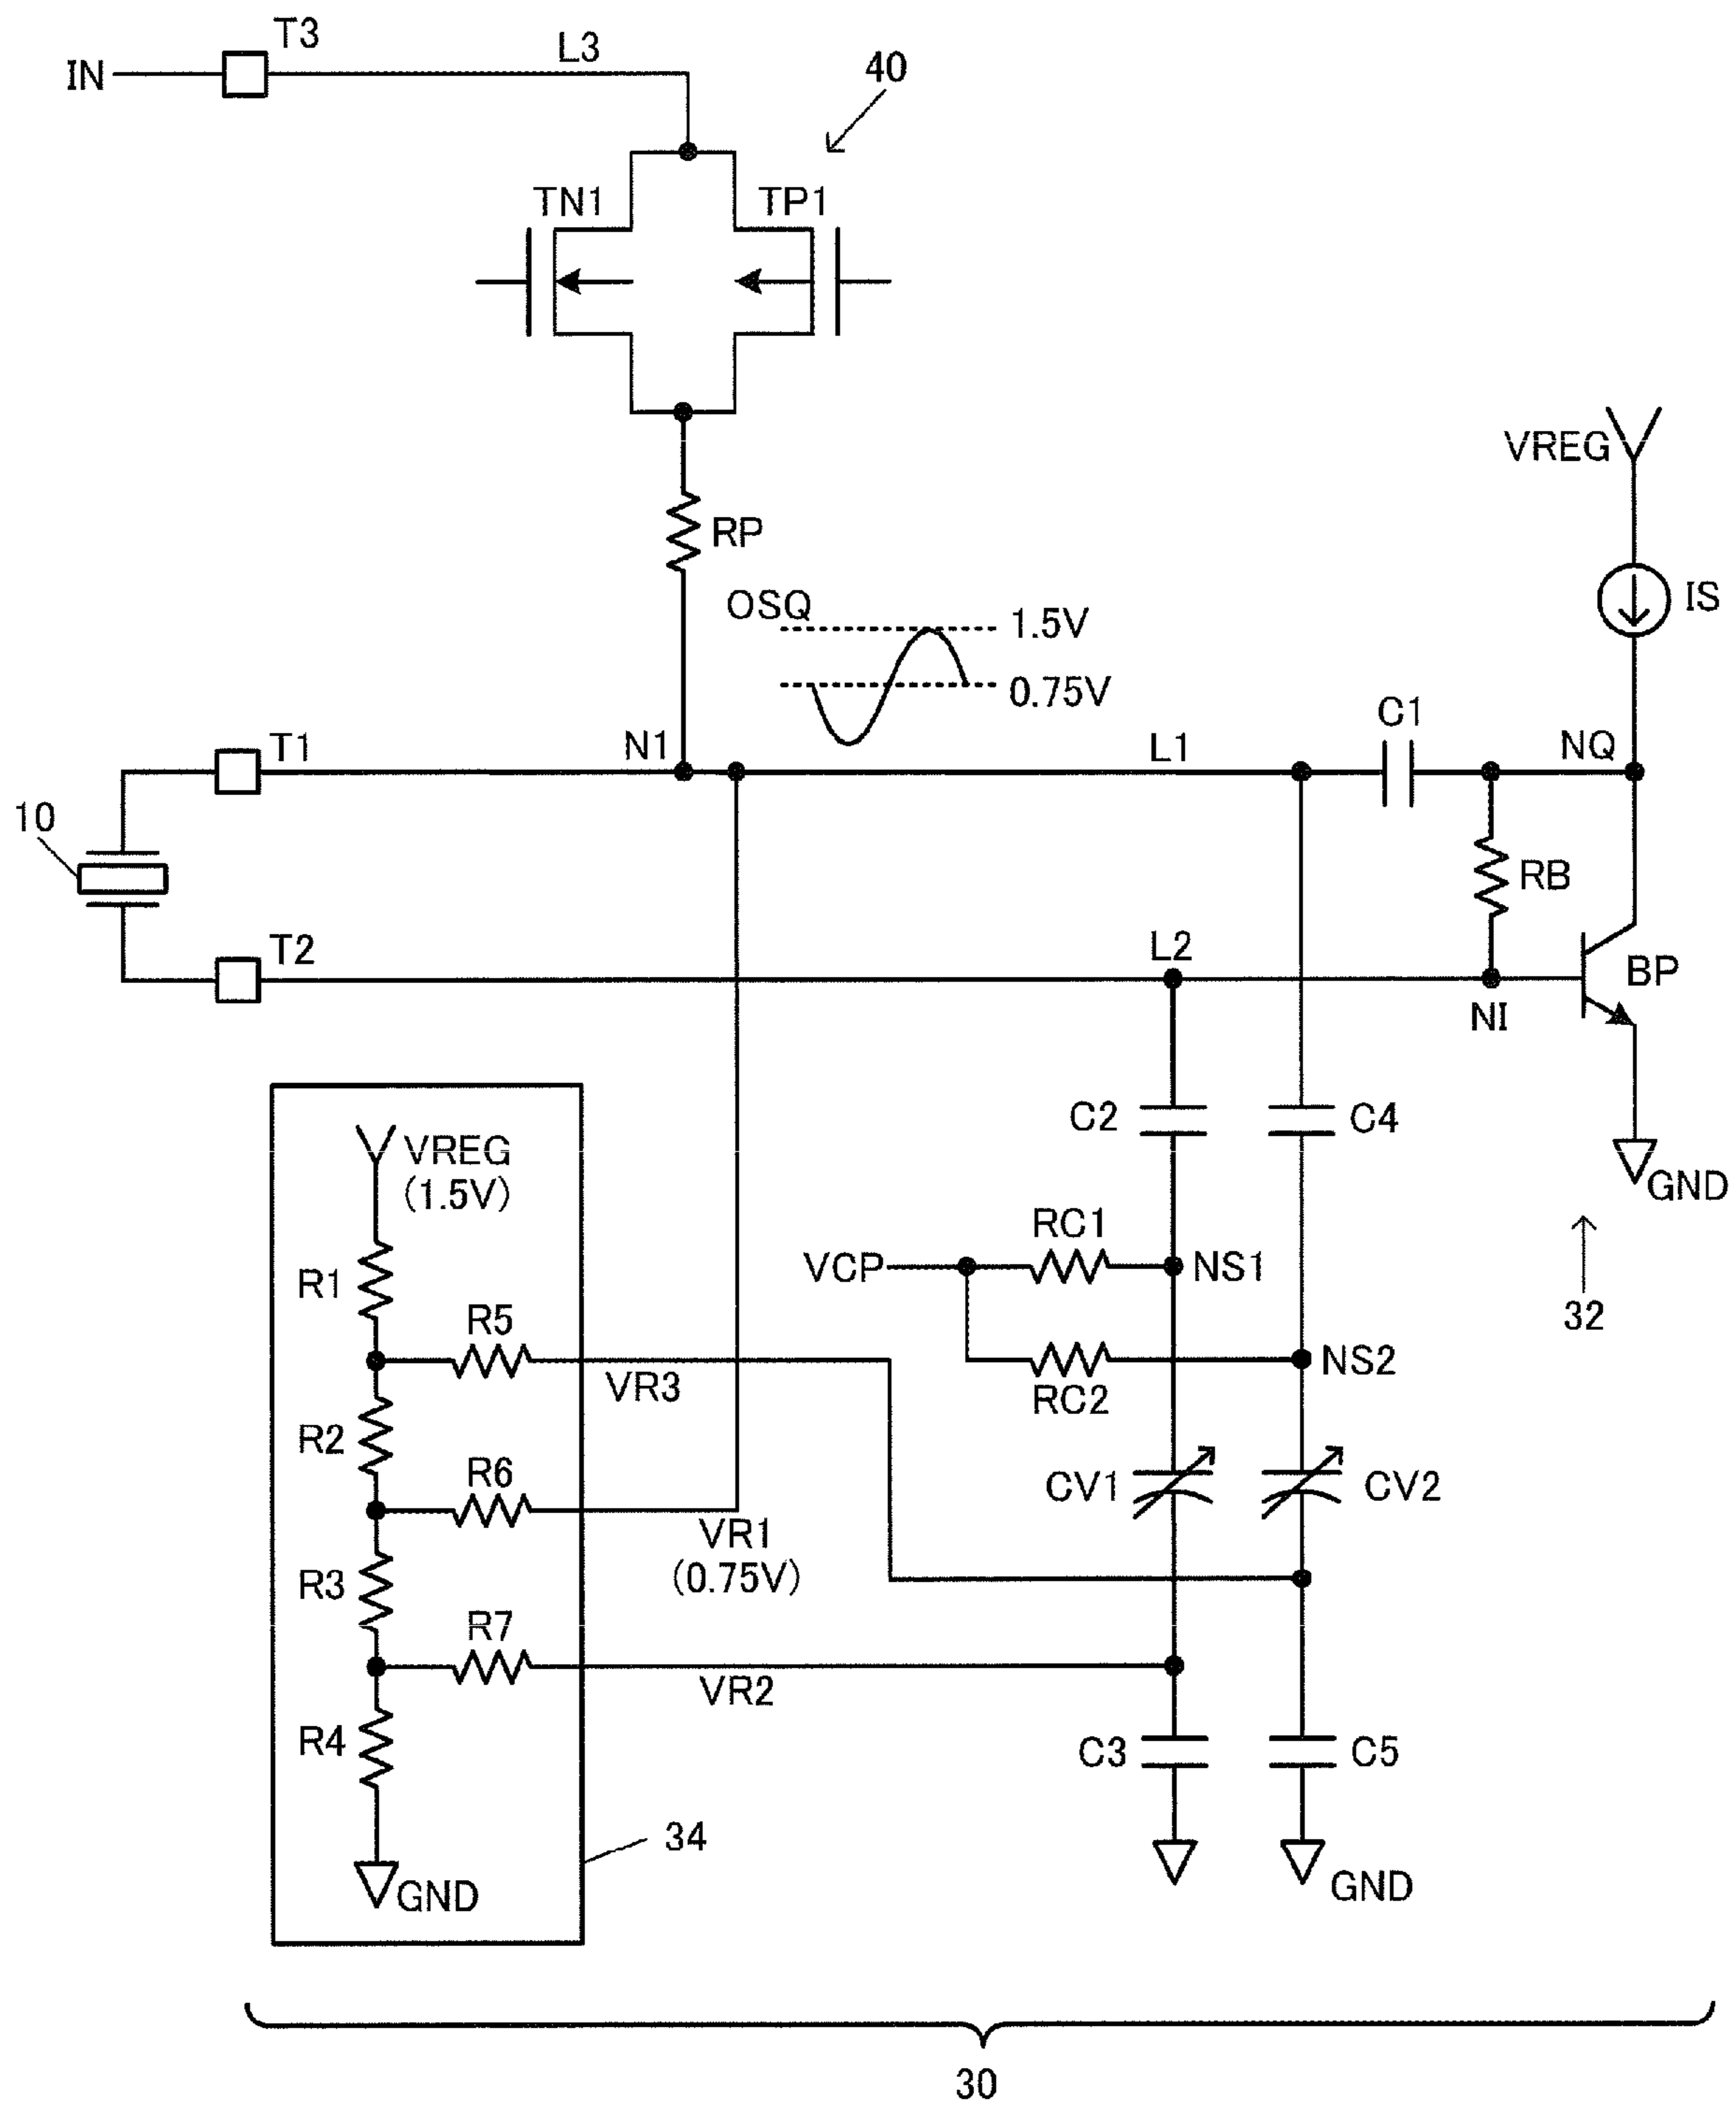 T3
L3
IN
40
TN1
TP1
VREG
RP
IS
OSQ
1.5V
0.75V
C1
T1
N1
L1
NQ
10
RB
T2
L2
BP
NI
C2
C4
VREG
(1.5V)
GND
RC1
VCP
NS1
R1
32
R5
NS2
VR3
RC2
R2
R6
CV1
CV2
VR1
(0.75V)
R3
R7
VR2
R4
C3
C5
34
GND
GND
30